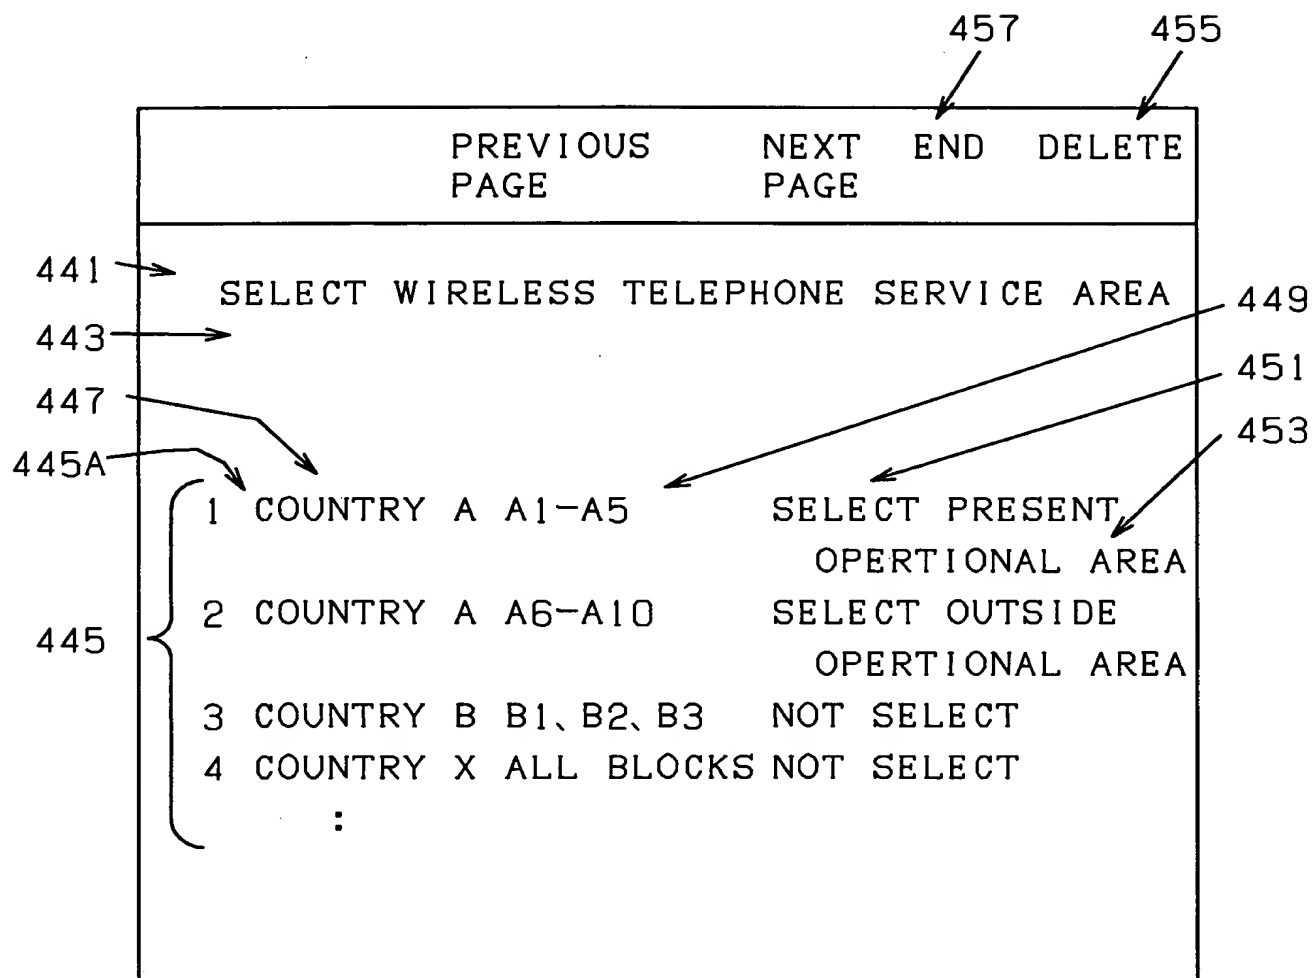 457 455
PREVIOUS NEXT END DELETE
PAGE PAGE
441
SELECT WIRELESS TELEPHONE SERVICE AREA
449
443
451
447
453
445A
1 COUNTRY A A1-A5 SELECT PRESENT
OPERTIONAL AREA
2 COUNTRY A A6-A10 SELECT OUTSIDE
445
OPERTIONAL AREA
3 COUNTRY B B1、B2、B3 NOT SELECT
4 COUNTRY X ALL BLOCKS NOT SELECT
: